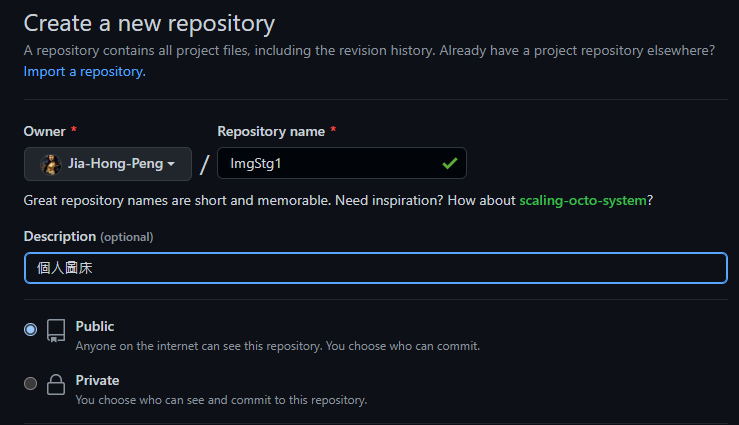 Create a new repository
A repository contains all project files, including the revision history. Already have a project repository elsewhere?
Import a repository.
Owner * Repository name *
Jia-Hong-Peng / ImgStg1
Great repository names are short and memorable. Need inspiration? How about scaling-octo-system?
Description (optional)
個人圖床
Public
Anyone on the internet can see this repository. You choose who can commit.
Private
You choose who can see and commit to this repository.